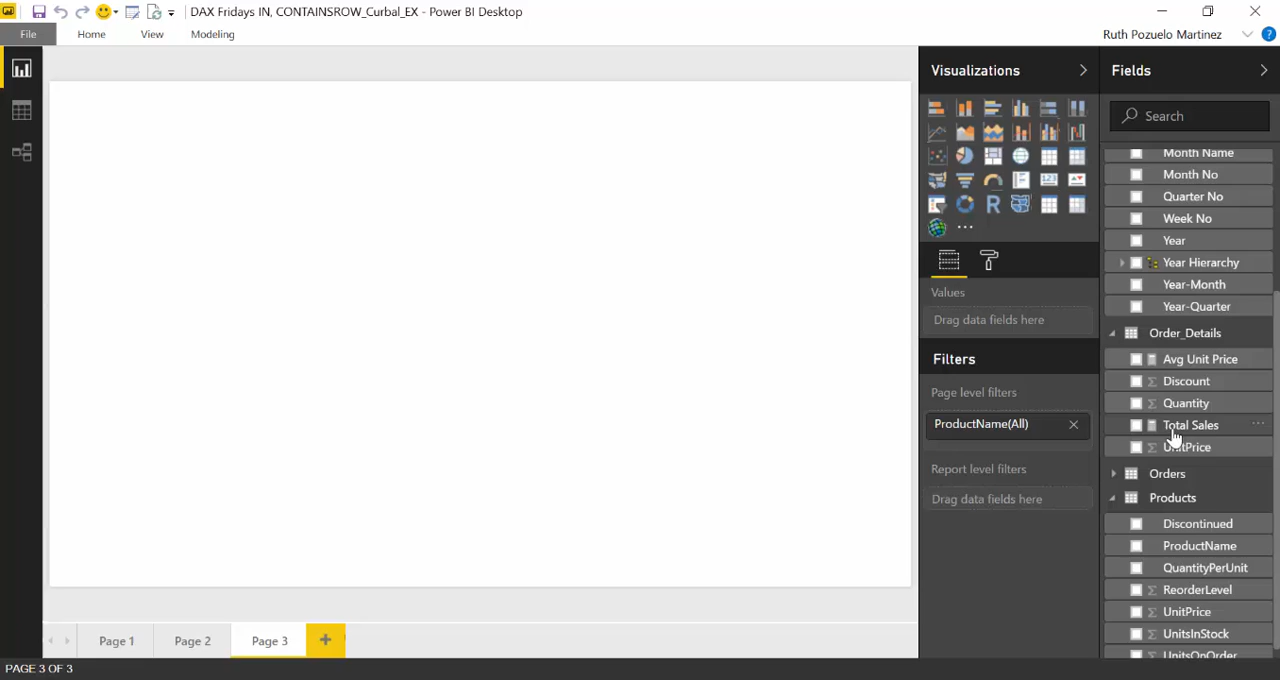 DAX Fridays IN, CONTAINSROW_Curbal_EX - Power BI Desktop
File Home View Modeling
Ruth Pozuelo Martinez ?
Visualizations
Values
Drag data fields here
Filters
Page level filters
ProductName(All)
Report level filters
Drag data fields here
Fields
Search
Month Name
Month No
Quarter No
Week No
Year
Year Hierarchy
Year-Month
Year-Quarter
Order_Details
Avg Unit Price
Discount
Quantity
Total Sales
UnitPrice
Orders
Products
Discontinued
ProductName
QuantityPerUnit
ReorderLevel
UnitPrice
UnitsInStock
UnitsOnOrder
Page 1 Page 2 Page 3 +
PAGE 3 OF 3